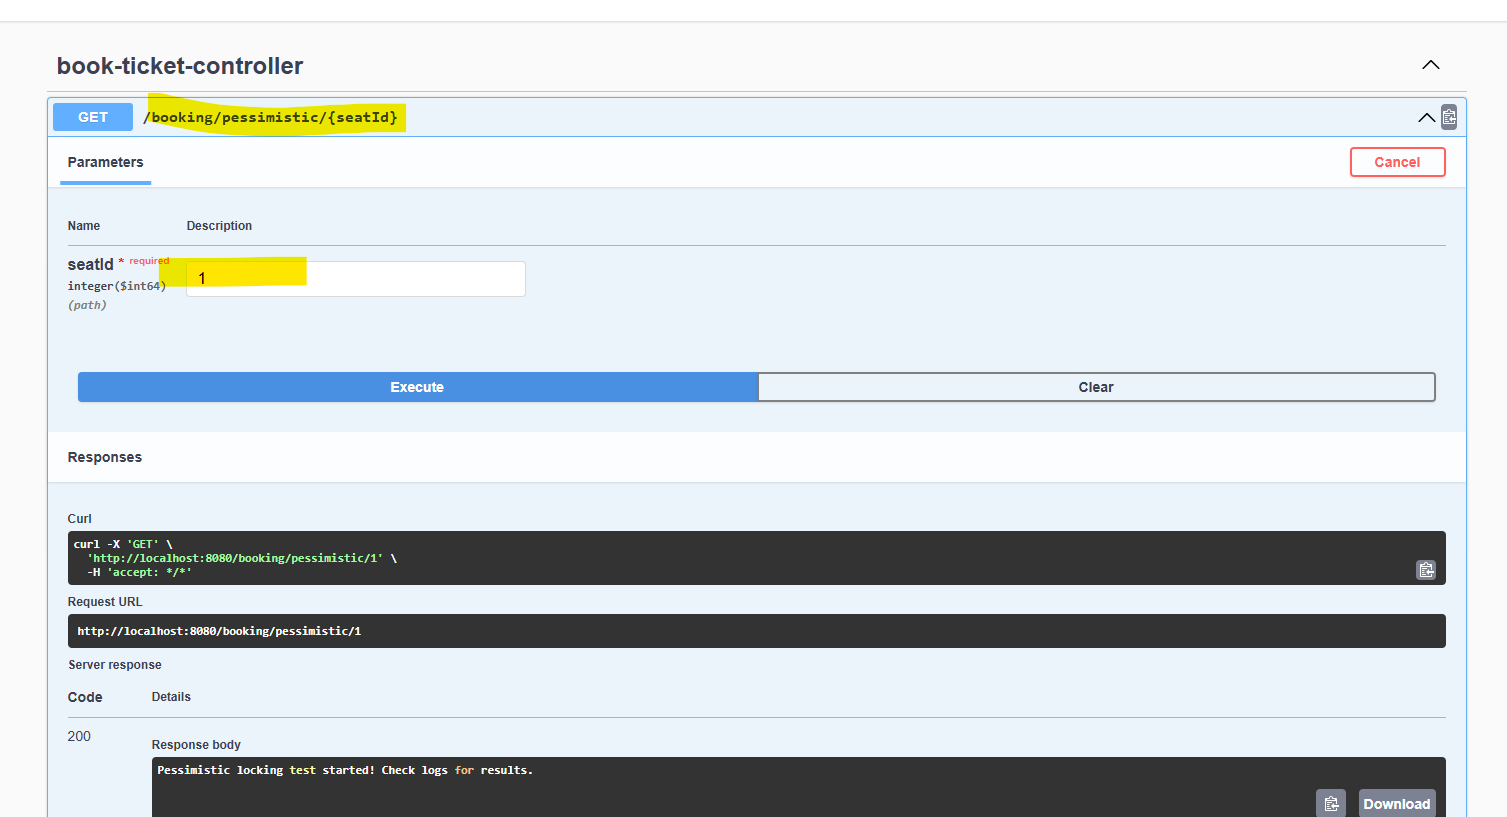 book-ticket-controller
GET /booking/pessimistic/{seatId}
Parameters
Cancel
Name Description
seatId * required
integer($int64)
(path)
1
Execute
Clear
Responses
Curl
curl -X 'GET' \
'http://localhost:8080/booking/pessimistic/1' \
-H 'accept: */*'
Request URL
http://localhost:8080/booking/pessimistic/1
Server response
Code Details
200
Response body
Pessimistic locking test started! Check logs for results.
Download